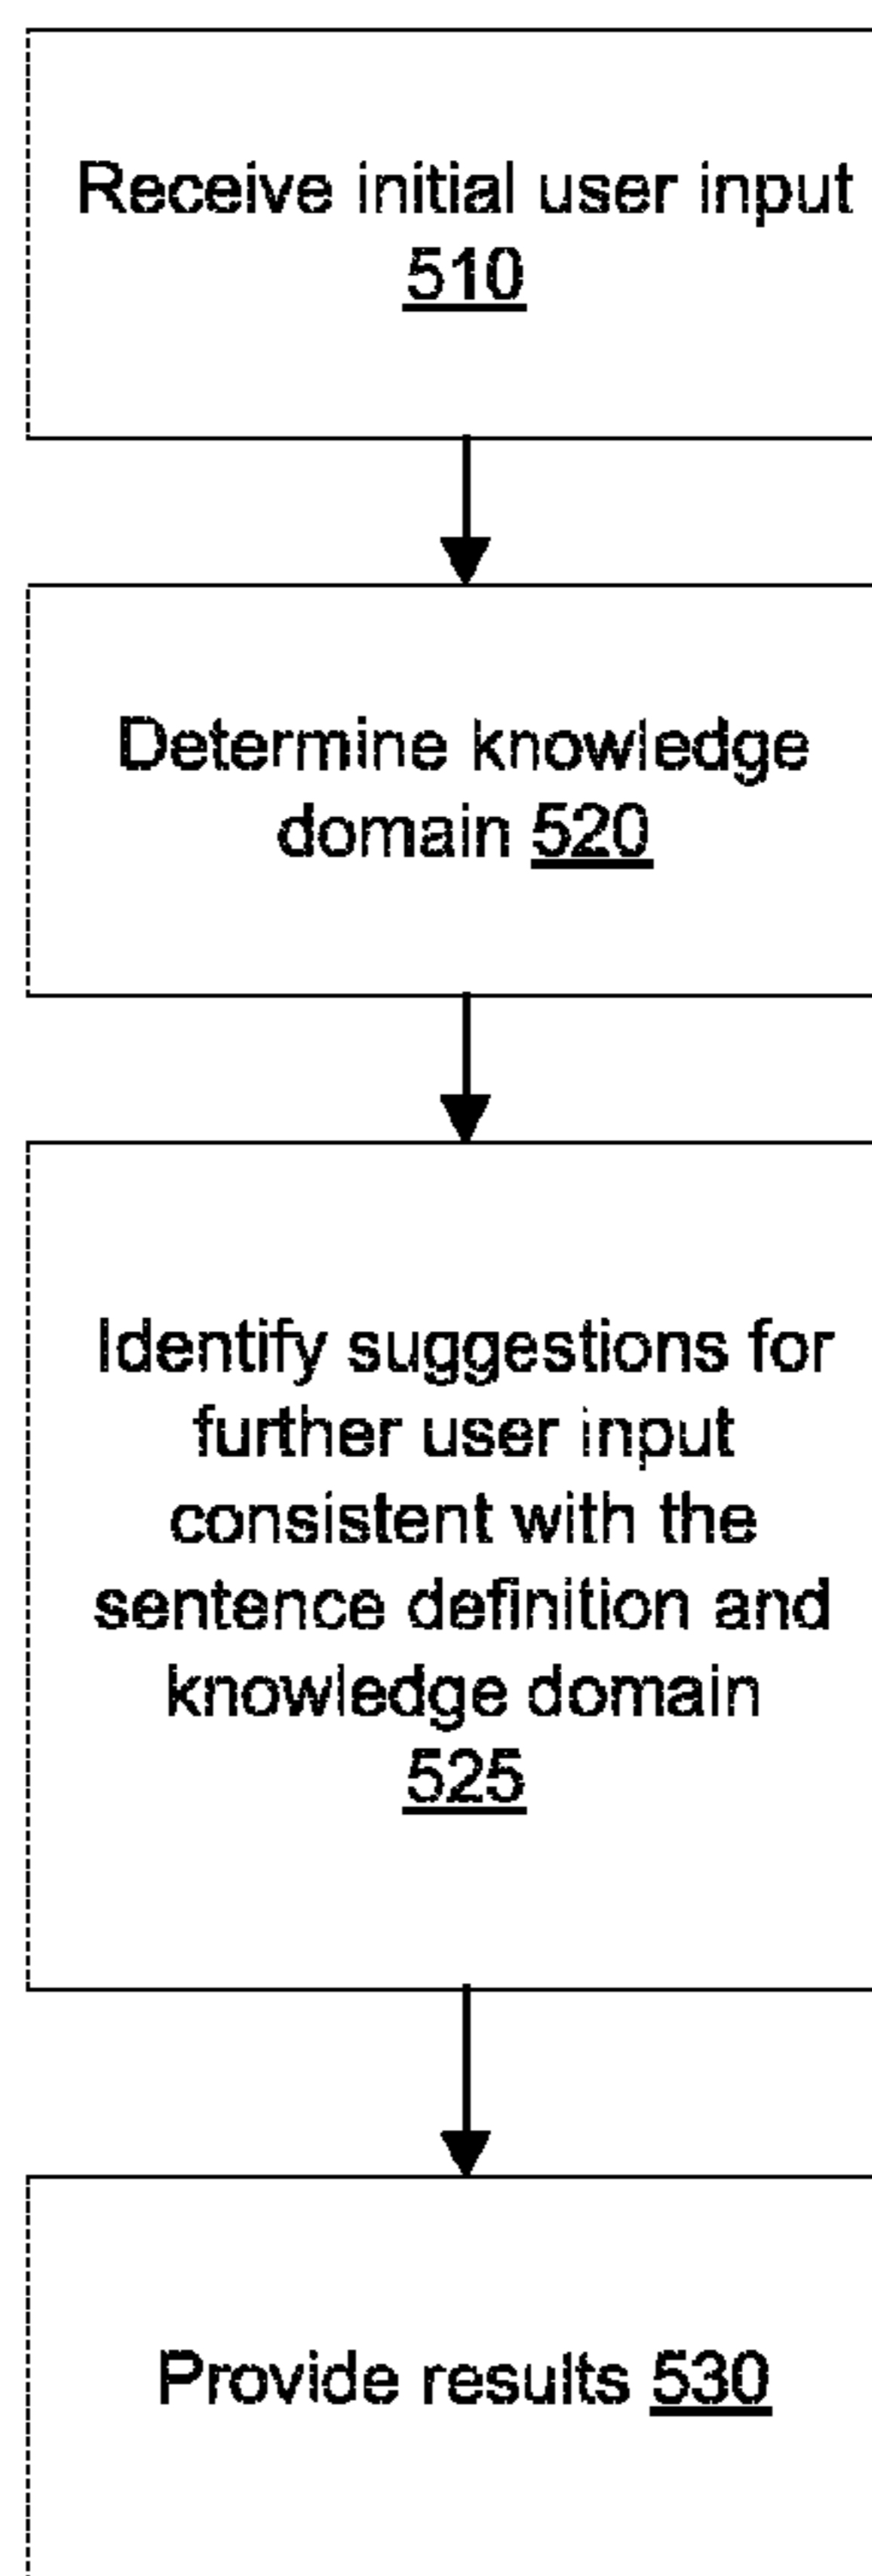 Receive initial user input
510
Determine knowledge
domain 520
Identify suggestions for
further user input
consistent with the
sentence definition and
knowledge domain
525
Provide results 530